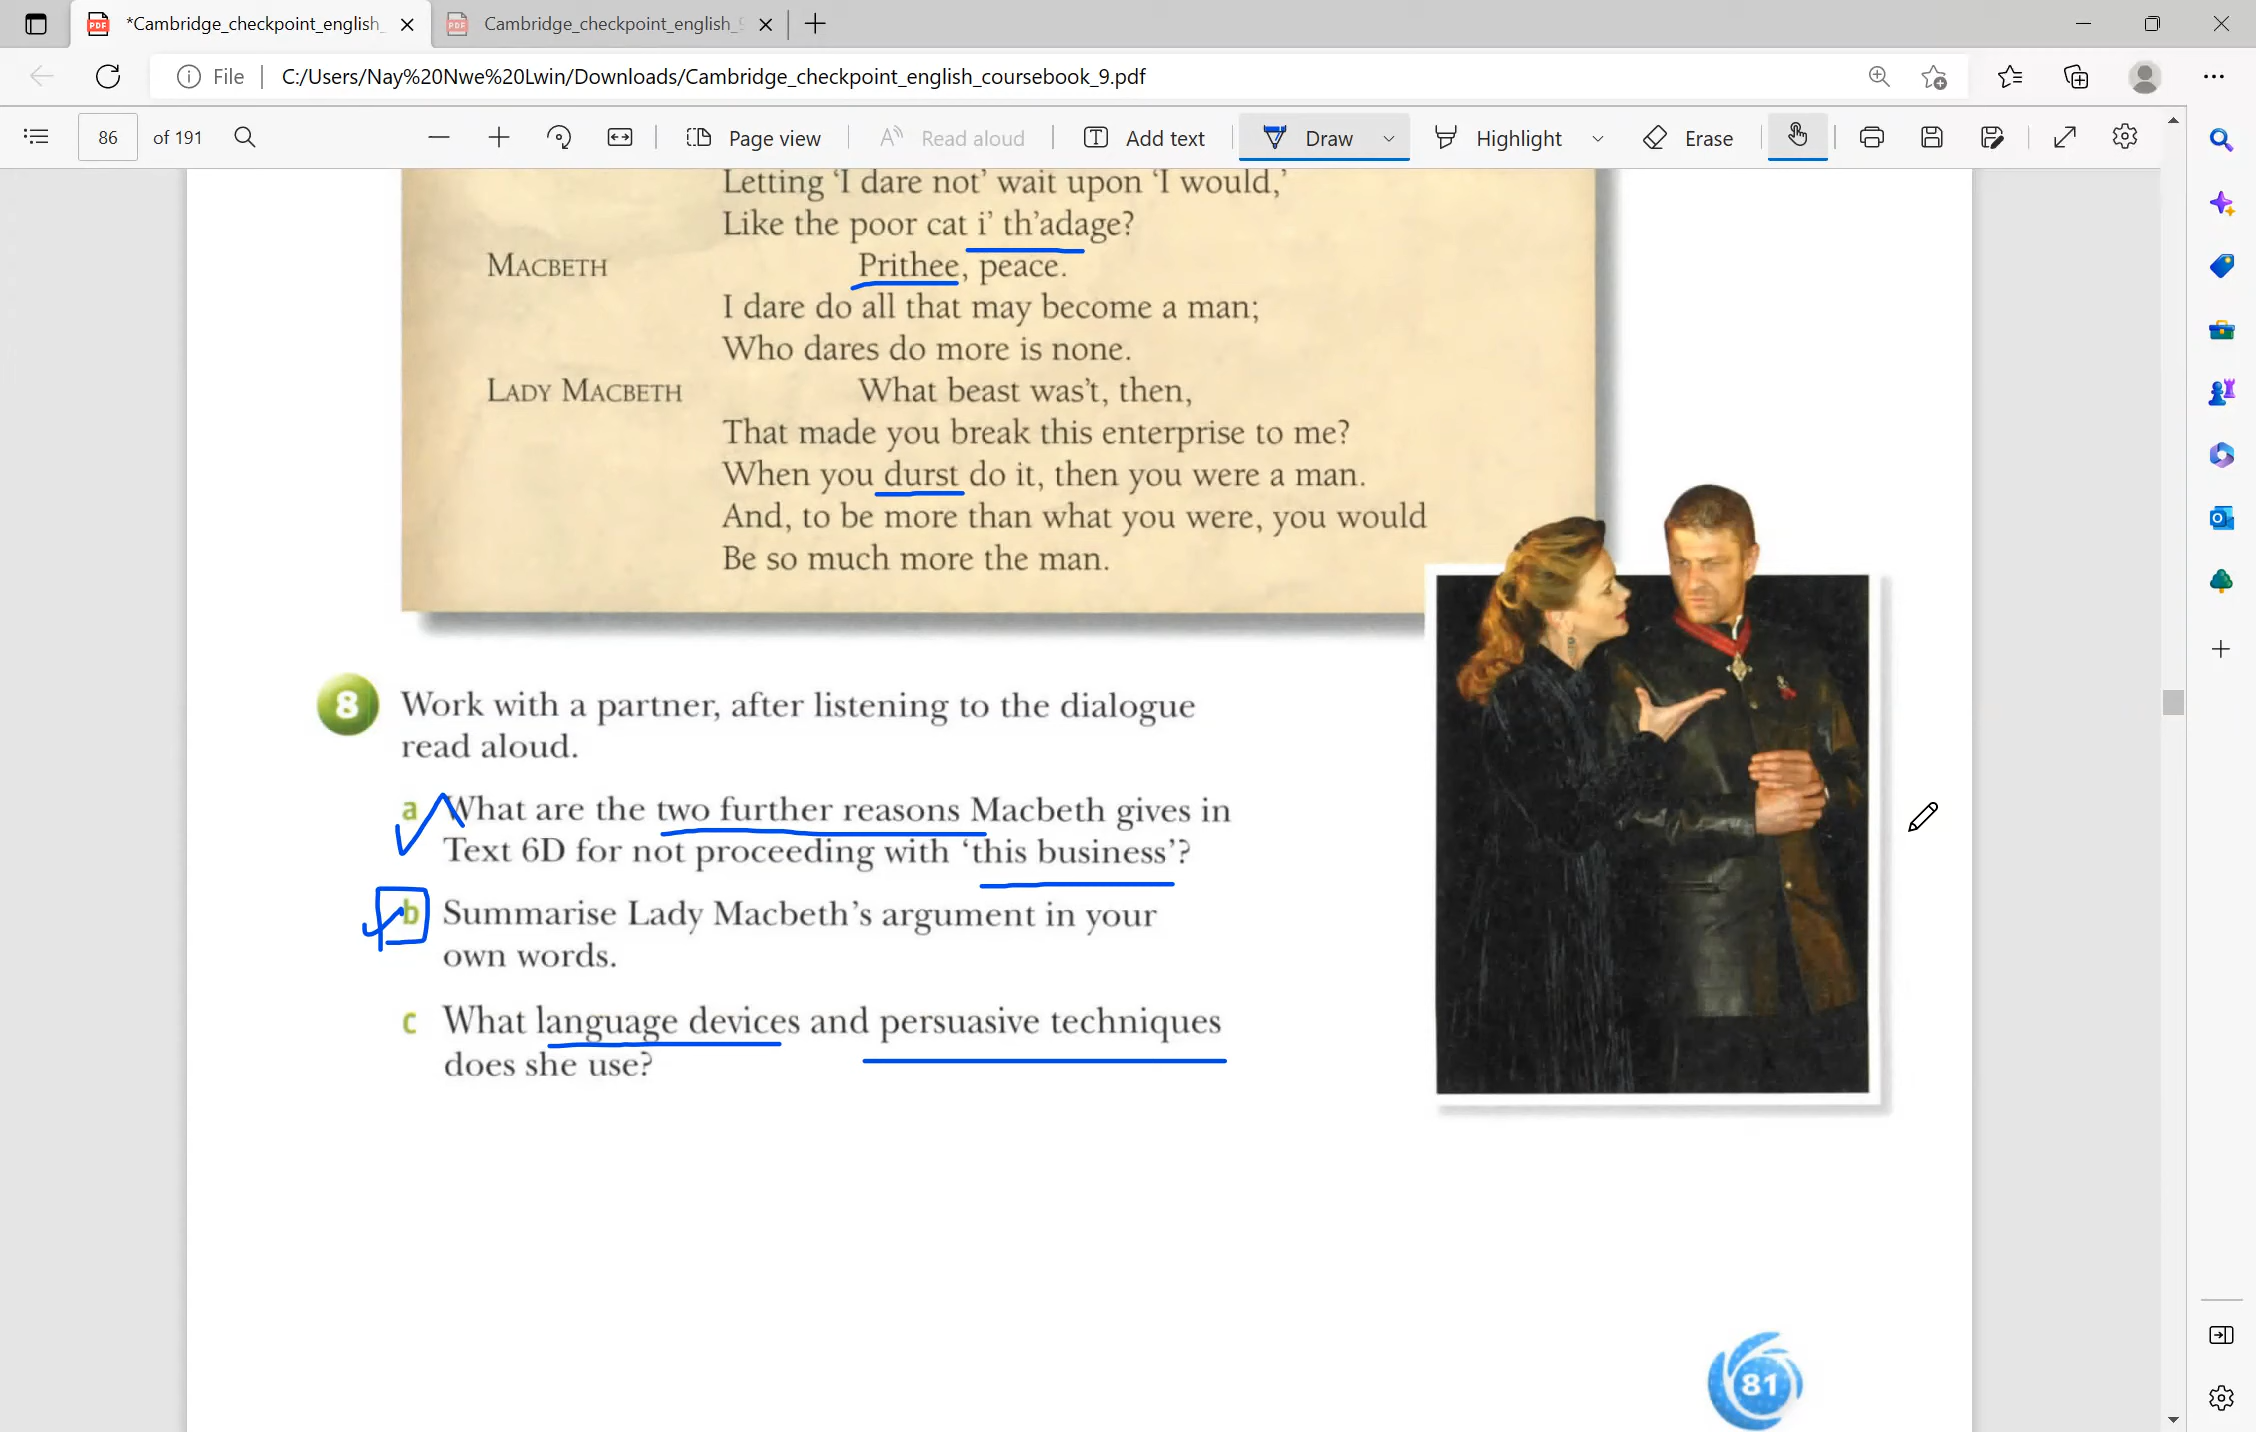 *Cambridge_checkpoint_english_
Cambridge_checkpoint_english_9
File
C:/Users/Nay%20Nwe%20Lwin/Downloads/Cambridge_checkpoint_english_coursebook_9.pdf
86 of 191
Page view
Read aloud
Add text
Draw
Highlight
Erase
Letting ‘I dare not’ wait upon ‘I would,’
Like the poor cat i’ th’adage?
MACBETH Prithee, peace.
I dare do all that may become a man;
Who dares do more is none.
LADY MACBETH What beast was’t, then,
That made you break this enterprise to me?
When you durst do it, then you were a man.
And, to be more than what you were, you would
Be so much more the man.
8 Work with a partner, after listening to the dialogue
read aloud.
a What are the two further reasons Macbeth gives in
Text 6D for not proceeding with ‘this business’?
b Summarise Lady Macbeth’s argument in your
own words.
c What language devices and persuasive techniques
does she use?
81